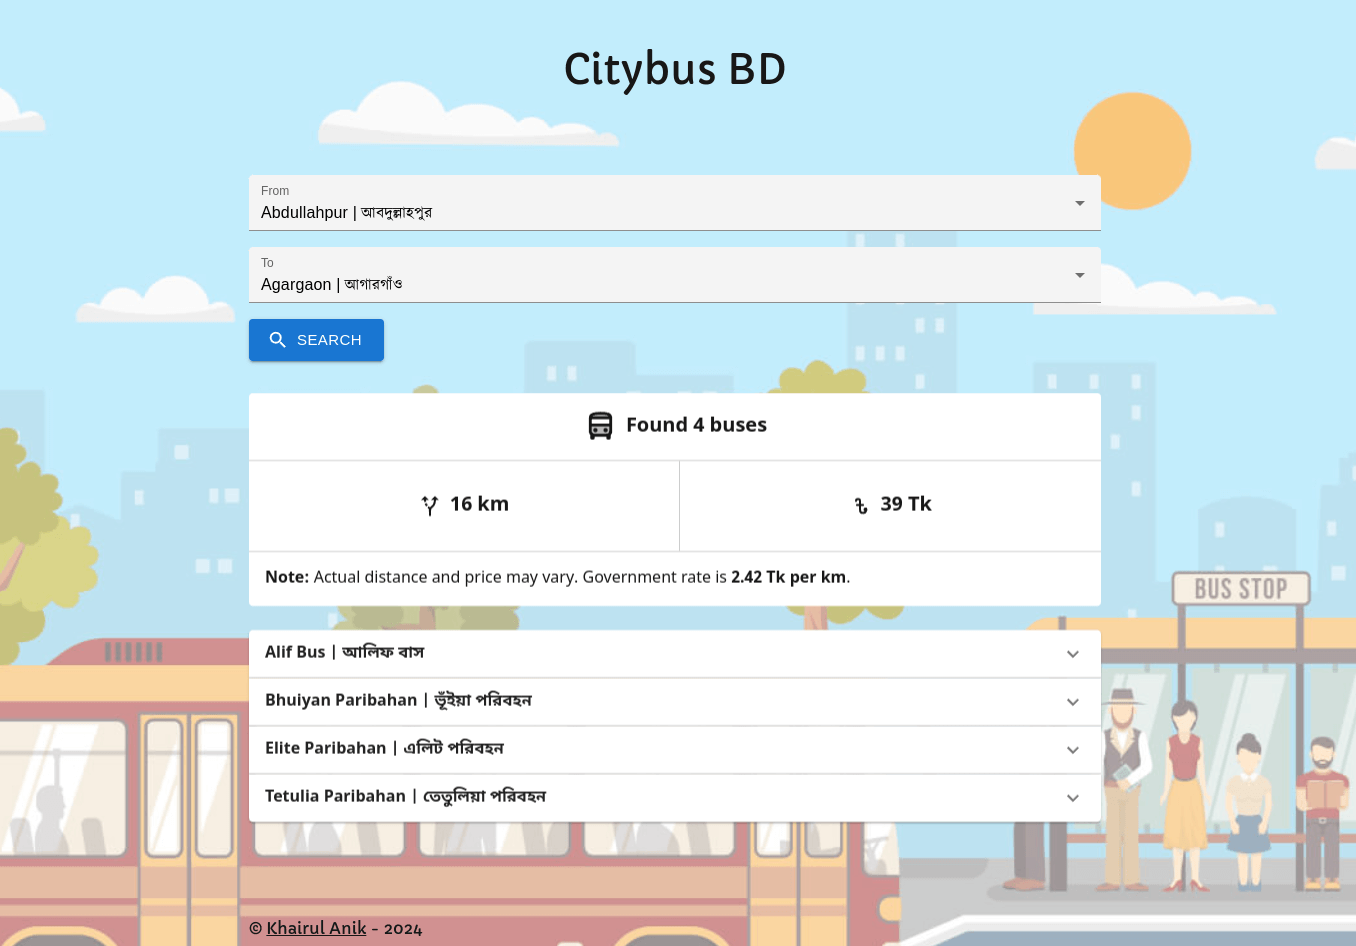 Citybus BD
From
Abdullahpur | আবদুল্লাহপুর
To
Agargaon | আগারগাঁও
SEARCH
Found 4 buses
16 km
৳ 39 Tk
Note: Actual distance and price may vary. Government rate is 2.42 Tk per km.
Alif Bus | আলিফ বাস
Bhuiyan Paribahan | ভূঁইয়া পরিবহন
Elite Paribahan | এলিট পরিবহন
Tetulia Paribahan | তেতুলিয়া পরিবহন
BUS STOP
© Khairul Anik - 2024